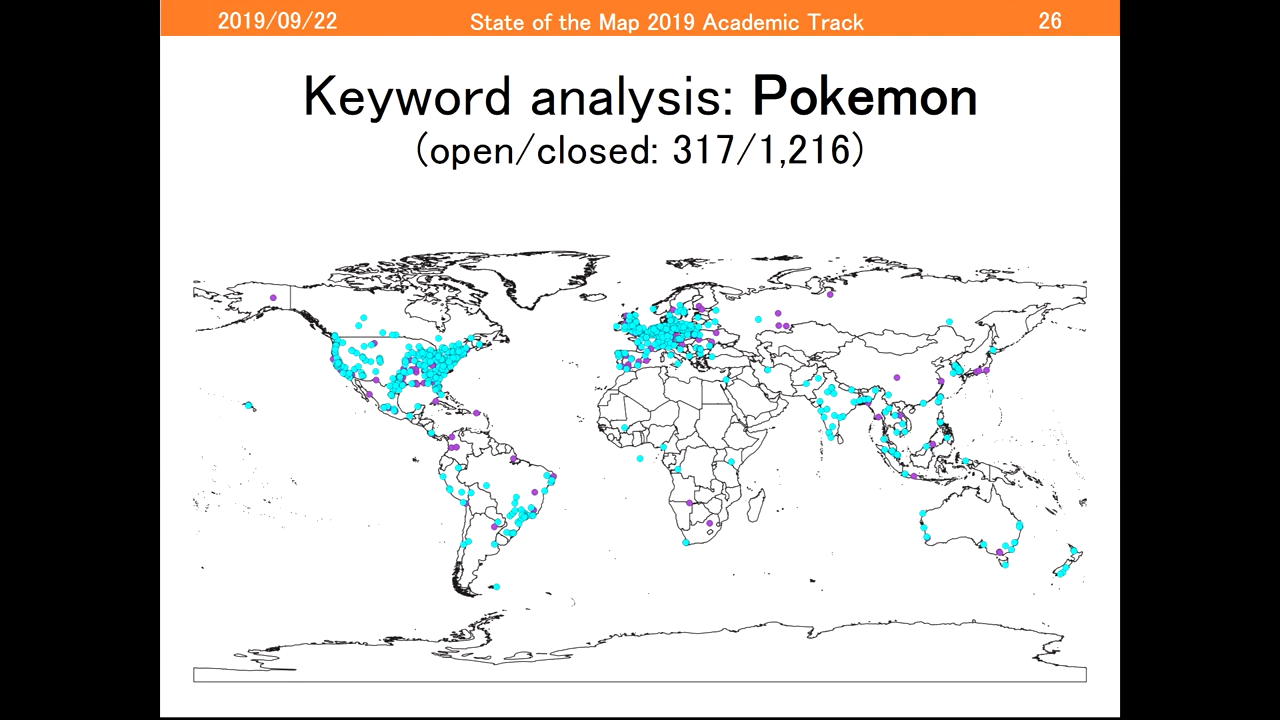 2019/09/22 State of the Map 2019 Academic Track 26
Keyword analysis: Pokemon
(open/closed: 317/1,216)